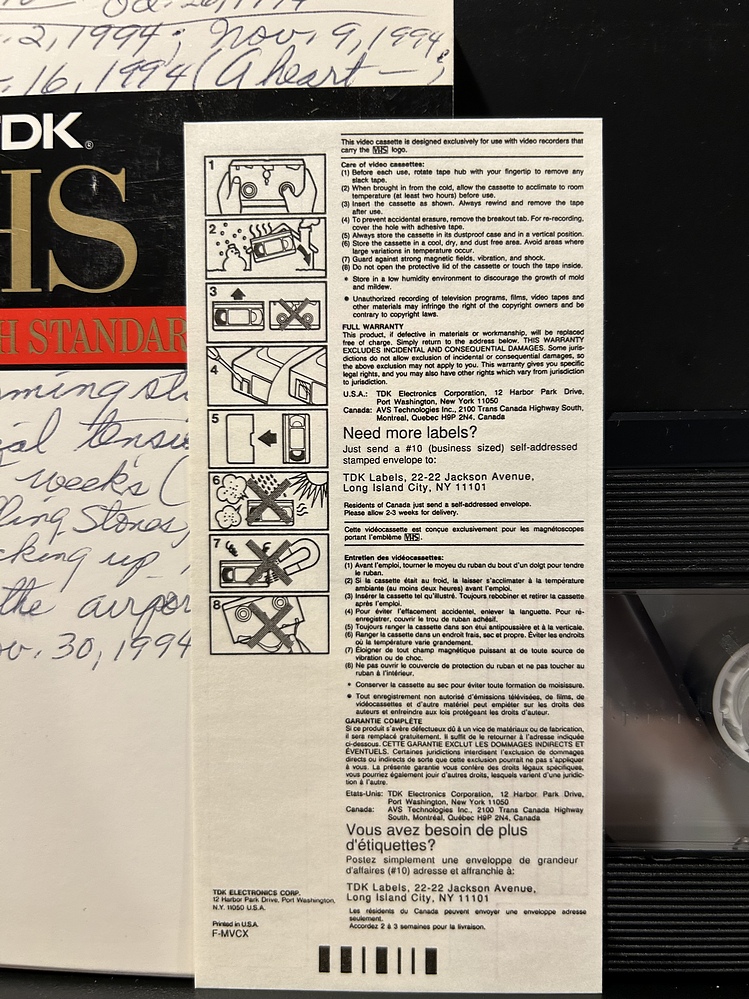 Oct. 26, 1994
2, 1994; Nov. 9, 1994;
16, 1994 (A heart—;
TDK®
HS
H STANDAR
weeks (
ling Stones,
cking up,
the
30, 1994
This video cassette is designed exclusively for use with video recorders that
carry the VHS logo.
Care of video cassettes:
(1) Before each use, rotate tape hub with your fingertip to remove any
slack tape.
(2) When brought in from the cold, allow the cassette to acclimate to room
temperature (at least two hours) before use.
(3) Insert the cassette as shown. Always rewind and remove the tape
after use.
(4) To prevent accidental erasure, remove the breakout tab. For re-recording,
cover the hole with adhesive tape.
(5) Always store the cassette in its dustproof case and in a vertical position.
(6) Store the cassette in a cool, dry, and dust free area. Avoid areas where
large variations in temperature occur.
(7) Guard against strong magnetic fields, vibration, and shock.
(8) Do not open the protective lid of the cassette or touch the tape inside.
• Store in a low humidity environment to discourage the growth of mold
and mildew.
• Unauthorized recording of television programs, films, video tapes and
other materials may infringe the right of the copyright owners and be
contrary to copyright laws.
FULL WARRANTY
This product, if defective in materials or workmanship, will be replaced
free of charge. Simply return to the address below. THIS WARRANTY
EXCLUDES INCIDENTAL AND CONSEQUENTIAL DAMAGES. Some juris-
dictions do not allow exclusion of incidental or consequential damages, so
the above exclusion may not apply to you. This warranty gives you specific
legal rights, and you may also have other rights which vary from jurisdiction
to jurisdiction.
U.S.A.: TDK Electronics Corporation, 12 Harbor Park Drive,
Port Washington, New York 11050
Canada: AVS Technologies Inc., 2100 Trans Canada Highway South,
Montreal, Quebec H9P 2N4, Canada
Need more labels?
Just send a #10 (business sized) self-addressed
stamped envelope to:
TDK Labels, 22-22 Jackson Avenue,
Long Island City, NY 11101
Residents of Canada just send a self-addressed envelope.
Please allow 2-3 weeks for delivery.
Cette vidéocassette est conçue exclusivement pour les magnétoscopes
portant l'emblème VHS.
Entretien des vidéocassettes:
(1) Avant l'emploi, tourner le moyeu du ruban du bout d'un doigt pour tendre
le ruban.
(2) Si la cassette était au froid, la laisser s'acclimater à la température
ambiante (au moins deux heures) avant l'emploi.
(3) Insérer la cassette tel qu'illustré. Toujours rebobiner et retirer la cassette
après l'emploi.
(4) Pour éviter l'effacement accidentel, enlever la languette. Pour ré-
enregistrer, couvrir le trou de ruban adhésif.
(5) Toujours ranger la cassette dans son étui antipoussière et à la verticale.
(6) Ranger la cassette dans un endroit frais, sec et propre. Éviter les endroits
où la température varie grandement.
(7) Éloigner de tout champ magnétique puissant at de toute source de
vibration ou de choc.
(8) Ne pas ouvrir le couvercle de protection du ruban et ne pas toucher au
ruban à l'intérieur.
• Conserver la cassette au sec pour éviter toute formation de moisissure.
• Tout enregistrement non autorisé d'émissions télévisées, de films, de
vidéocassettes et d'autre matériel peut empiéter sur les droits des
auteurs et enfreindre aux lois protégeant les droits d'auteur.
GARANTIE COMPLÈTE
Si ce produit s'avère défectueux dû à un vice de matériaux ou de fabrication,
il sera remplacé gratuitement. Il suffit de le retourner à l'adresse indiquée
ci-dessous. CETTE GARANTIE EXCLUT LES DOMMAGES INDIRECTS ET
ÉVENTUELS. Certaines juridictions interdisent l'exclusion de dommages
directs ou indirects de sorte que cette exclusion pourrait ne pas s'appliquer
à vous. La présente garantie vous confère des droits légaux spécifiques,
vous pourriez également jouir d'autres droits, lesquels varient d'une juridic-
tion à l'autre.
Etats-Unis: TDK Electronics Corporation, 12 Harbor Park Drive,
Port Washington, New York 11050
Canada: AVS Technologies Inc., 2100 Trans Canada Highway
South, Montréal, Québec H9P 2N4, Canada
Vous avez besoin de plus
d'étiquettes?
Postez simplement une enveloppe de grandeur
d'affaires (#10) adresse et affranchie à:
TDK Labels, 22-22 Jackson Avenue,
Long Island City, NY 11101
Les résidents du Canada peuvent envoyer une enveloppe adresse
seulement.
Accordez 2 à 3 semaines pour la livraison.
1
2
3
4
5
6
7
8
TDK ELECTRONICS CORP.
12 Harbor Park Drive, Port Washington,
N.Y. 11050 U.S.A.
Printed in U.S.A.
F-MVCX